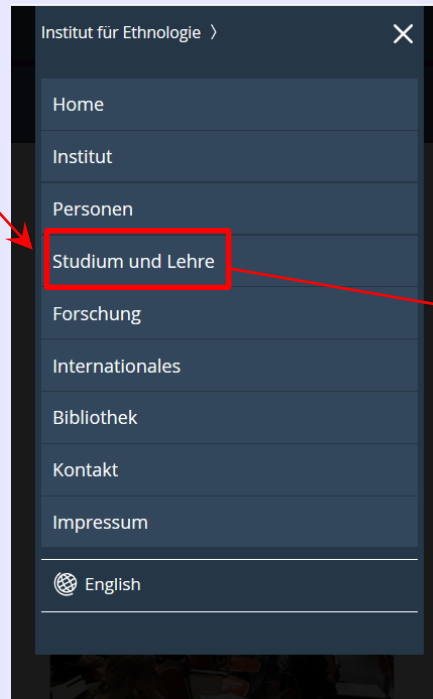 Institut für Ethnologie 〉
Home
Institut
Personen
Studium und Lehre
Forschung
Internationales
Bibliothek
Kontakt
Impressum
English